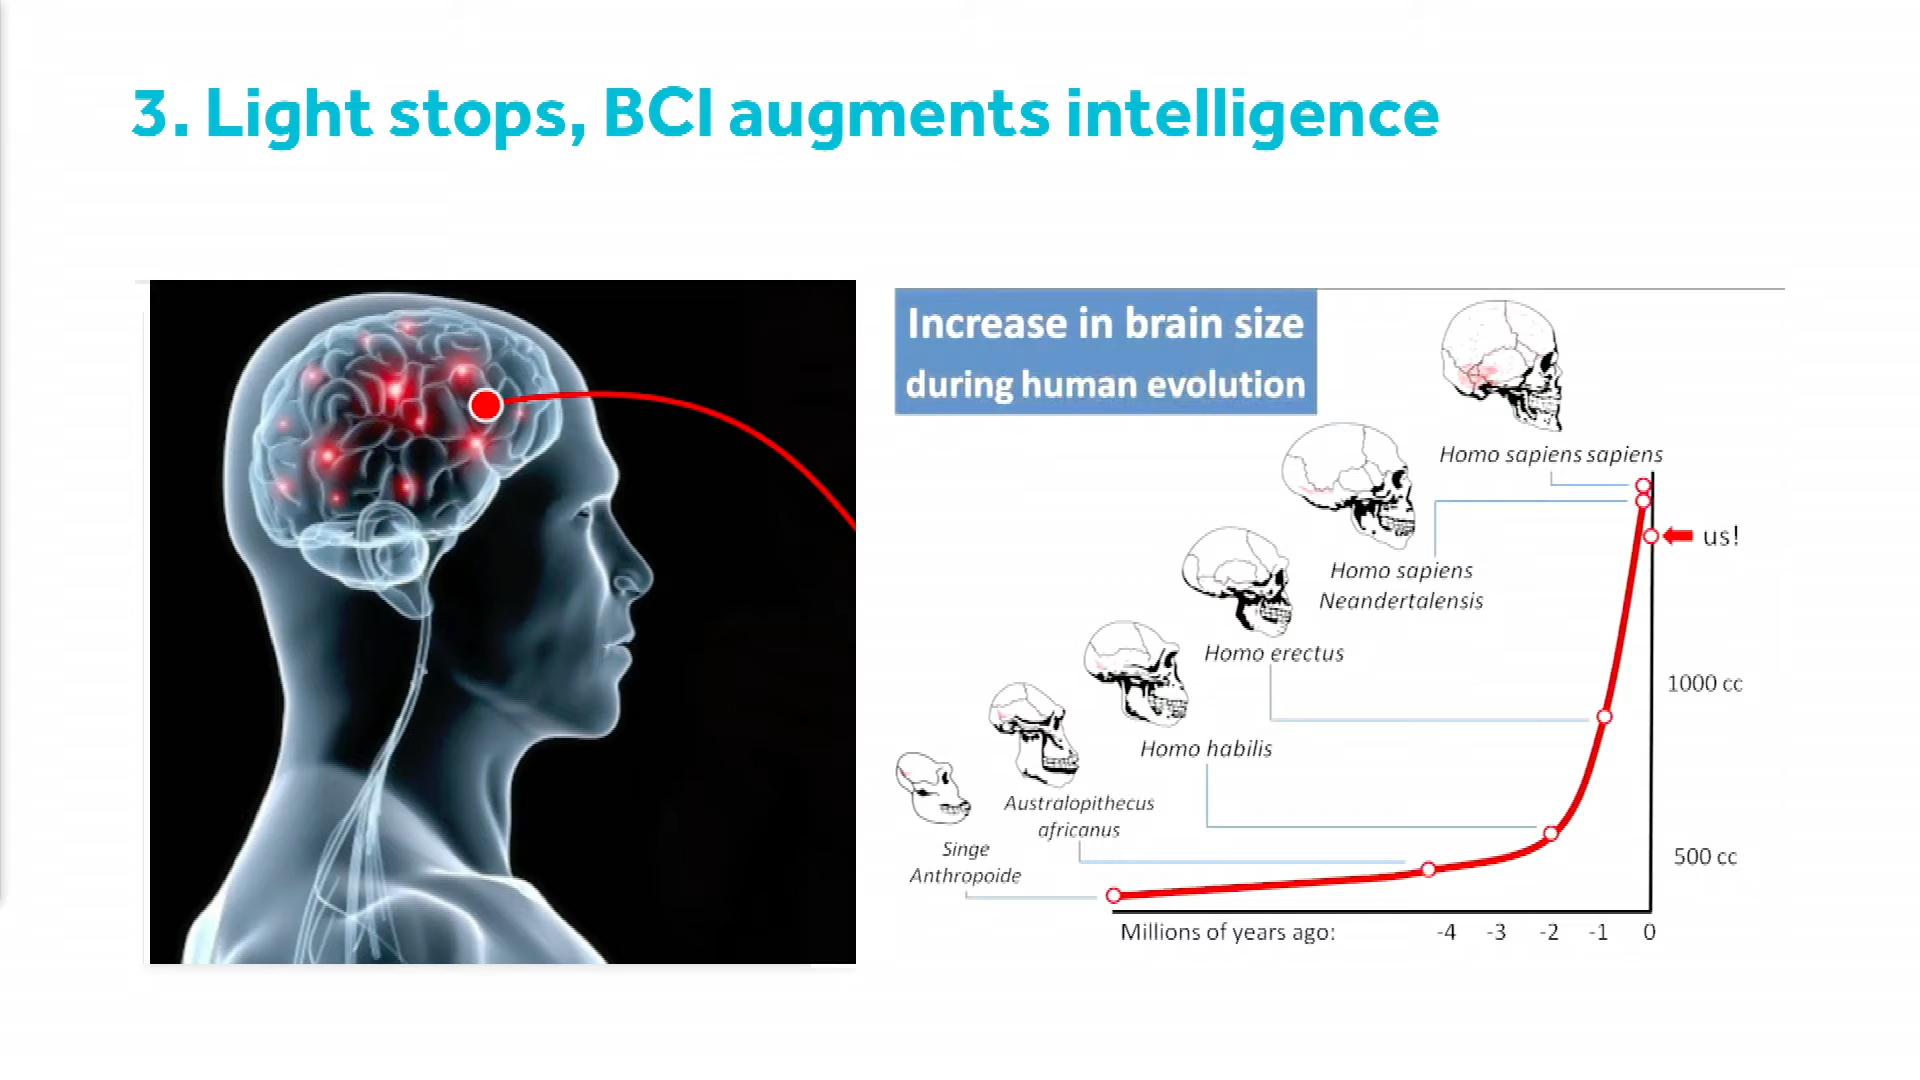 3. Light stops, BCI augments intelligence
Increase in brain size
during human evolution
Homo sapiens sapiens
us!
Homo sapiens
Neandertalensis
Homo erectus
1000 cc
Homo habilis
Australopithecus
africanus
Singe
Anthropoide
500 cc
Millions of years ago: -4 -3 -2 -1 0